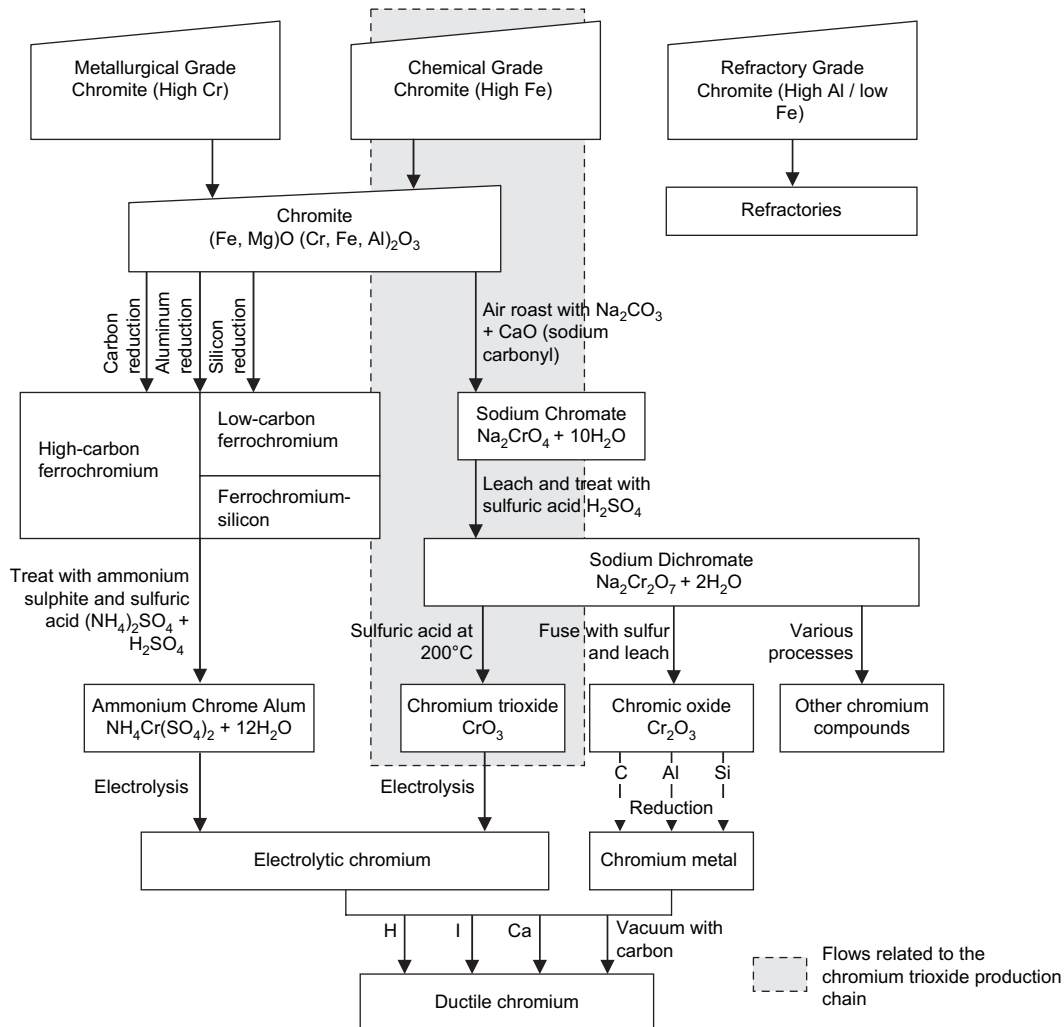 Metallurgical Grade
Chromite (High Cr)
Chemical Grade
Chromite (High Fe)
Refractory Grade
Chromite (High Al / low
Fe)
Refractories
Chromite
(Fe, Mg)O (Cr, Fe, Al)₂O₃
Carbon
reduction
Aluminum
reduction
Silicon
reduction
Air roast with Na₂CO₃
+ CaO (sodium
carbonyl)
High-carbon
ferrochromium
Low-carbon
ferrochromium
Ferrochromium-
silicon
Sodium Chromate
Na₂CrO₄ + 10H₂O
Leach and treat with
sulfuric acid H₂SO₄
Sodium Dichromate
Na₂Cr₂O₇ + 2H₂O
Treat with ammonium
sulphite and sulfuric
acid (NH₄)₂SO₄ +
H₂SO₄
Sulfuric acid at
200°C
Fuse with sulfur
and leach
Various
processes
Ammonium Chrome Alum
NH₄Cr(SO₄)₂ + 12H₂O
Chromium trioxide
CrO₃
Chromic oxide
Cr₂O₃
Other chromium
compounds
Electrolysis
Electrolysis
C Al Si
Reduction
Electrolytic chromium
Chromium metal
H I Ca
Vacuum with
carbon
Ductile chromium
Flows related to the
chromium trioxide production
chain